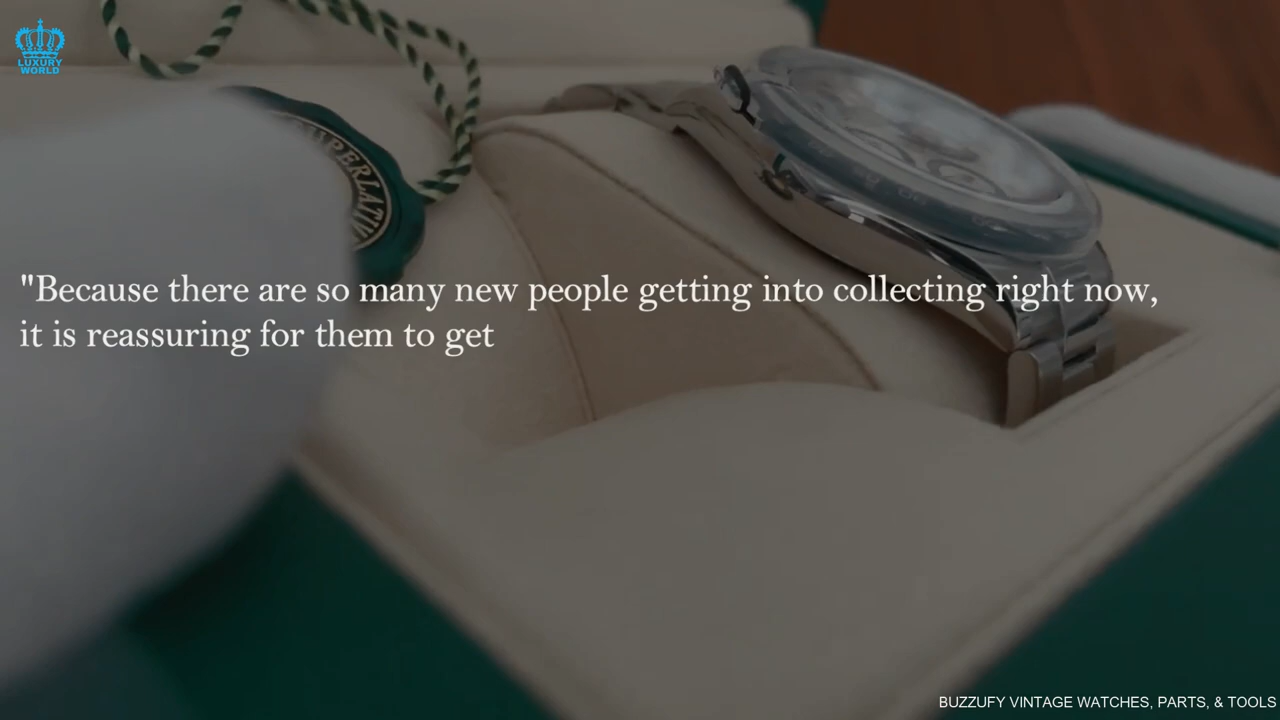 LUXURY
WORLD
"Because there are so many new people getting into collecting right now,
it is reassuring for them to get
BUZZUFY VINTAGE WATCHES, PARTS, & TOOLS